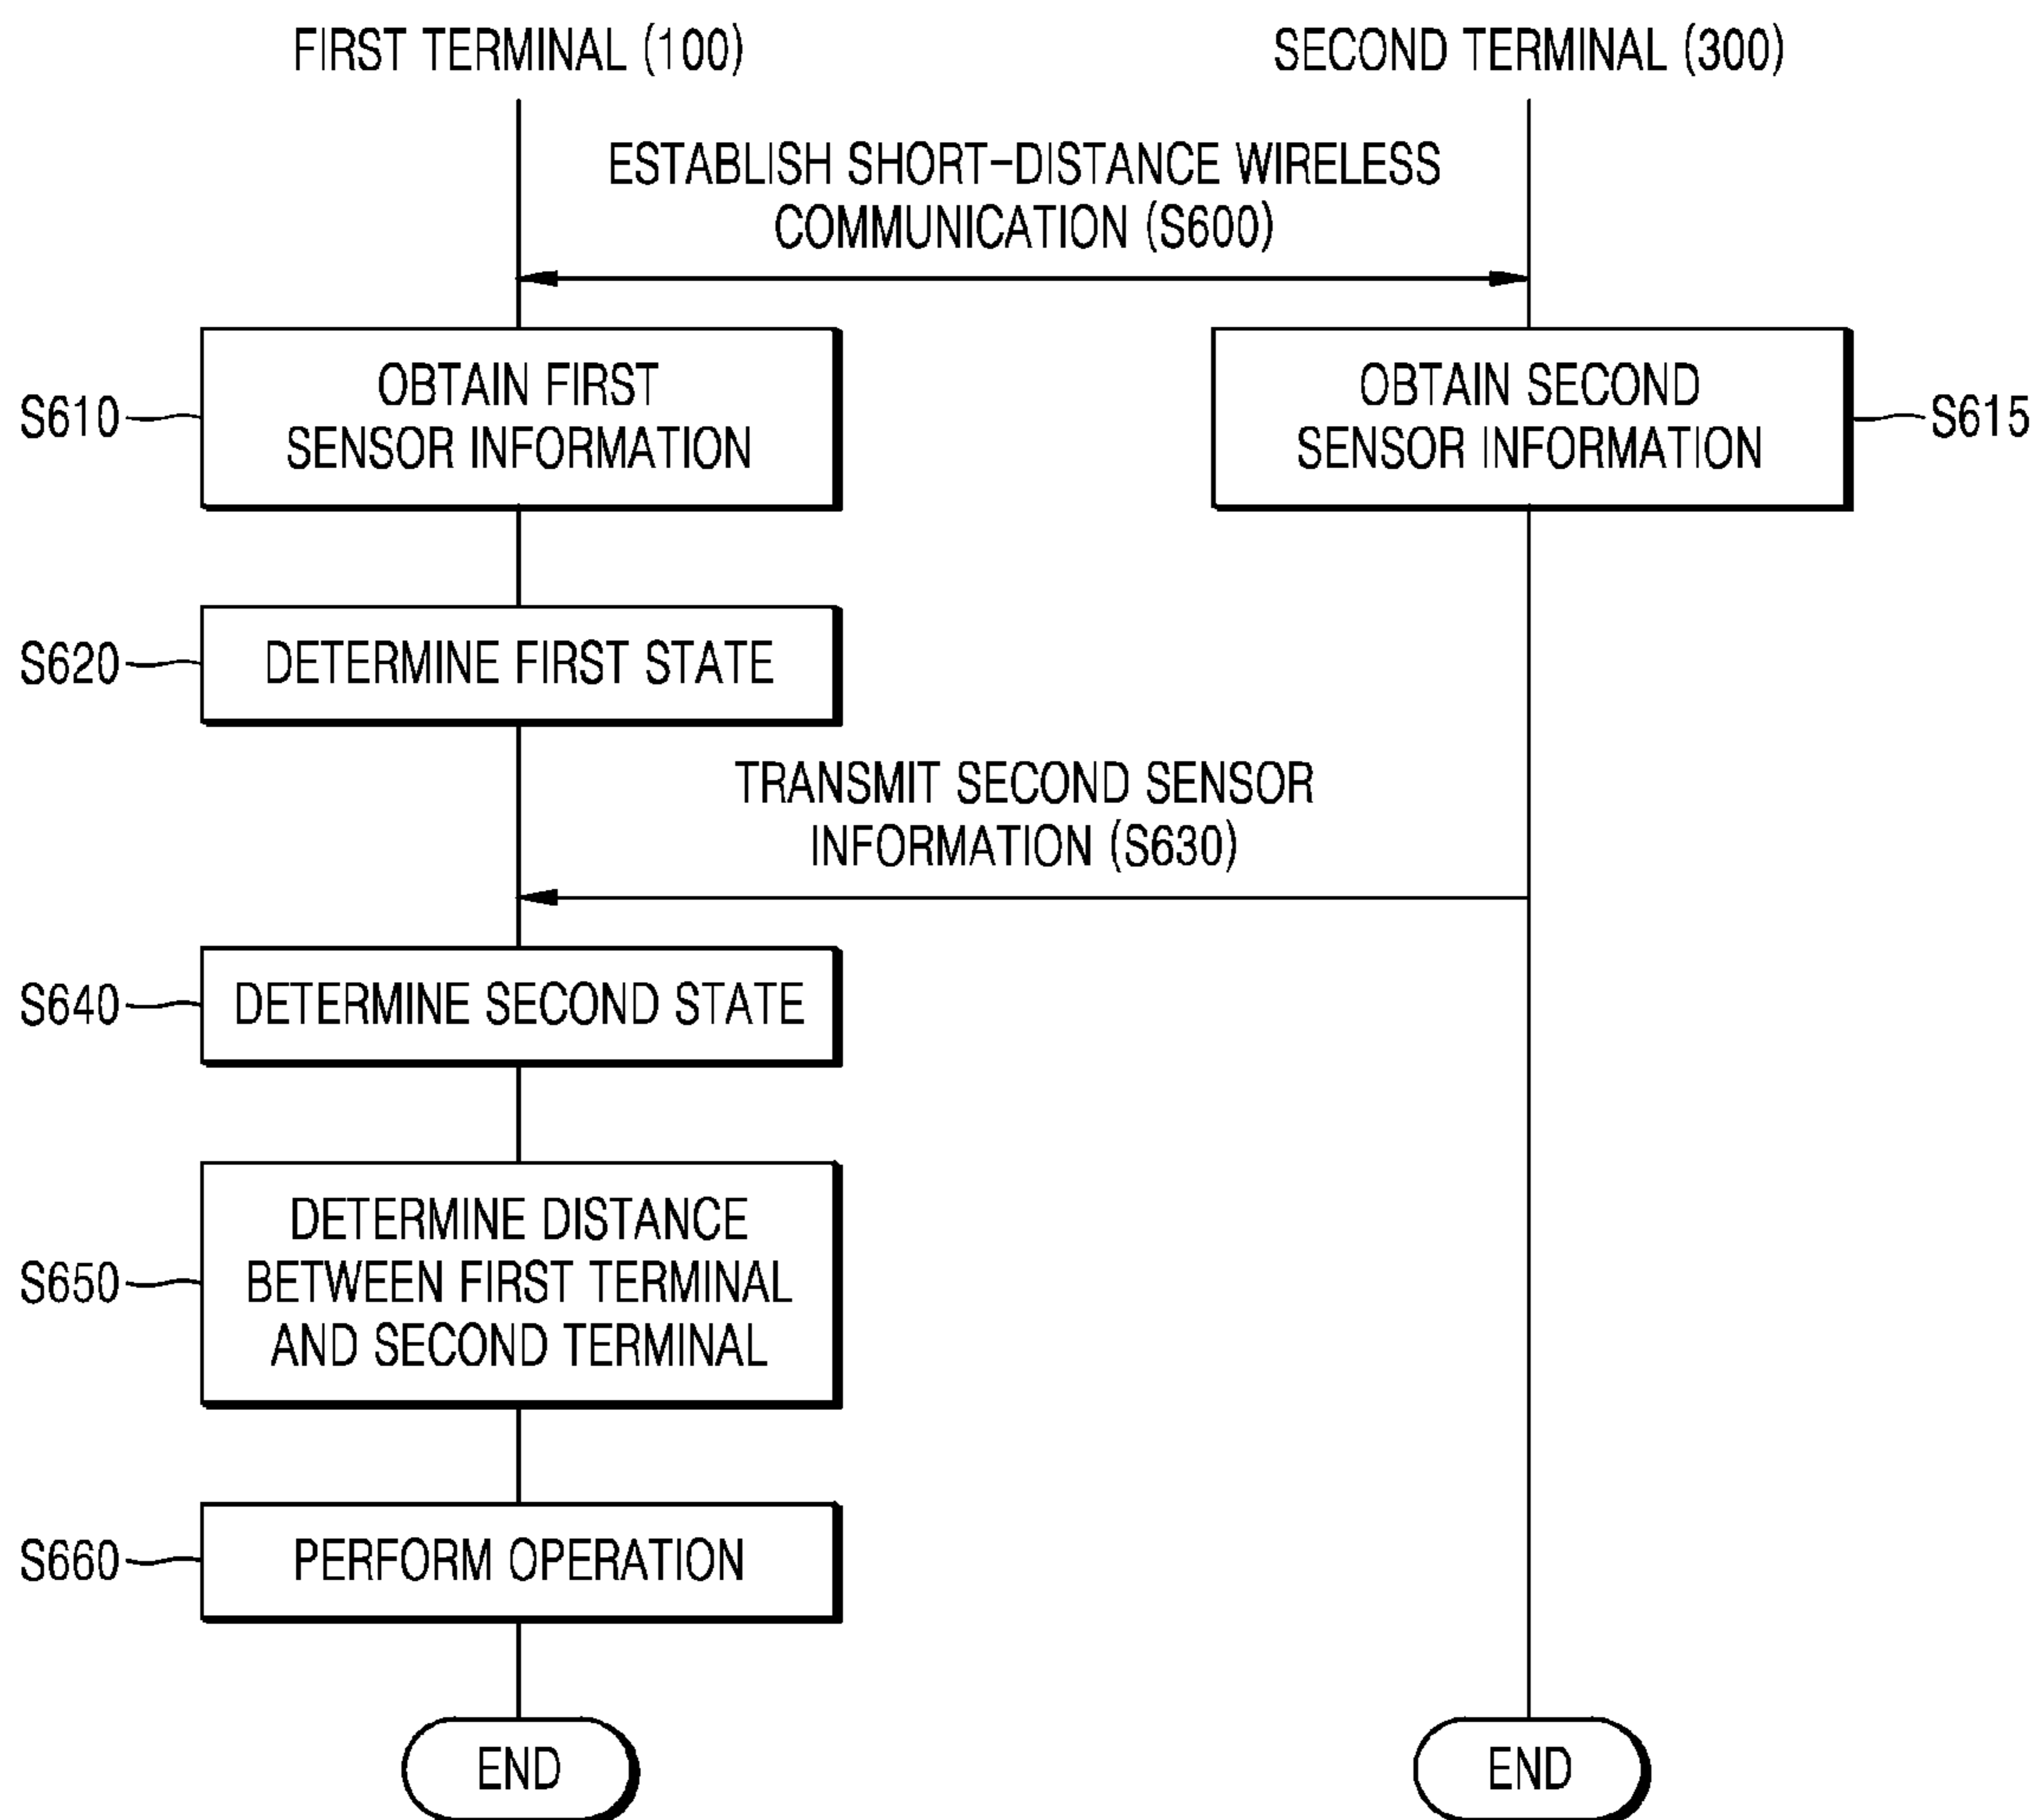 FIRST TERMINAL (100)
SECOND TERMINAL (300)
ESTABLISH SHORT-DISTANCE WIRELESS
COMMUNICATION (S600)
S610
OBTAIN FIRST
SENSOR INFORMATION
OBTAIN SECOND
SENSOR INFORMATION
S615
S620
DETERMINE FIRST STATE
TRANSMIT SECOND SENSOR
INFORMATION (S630)
S640
DETERMINE SECOND STATE
S650
DETERMINE DISTANCE
BETWEEN FIRST TERMINAL
AND SECOND TERMINAL
S660
PERFORM OPERATION
END
END